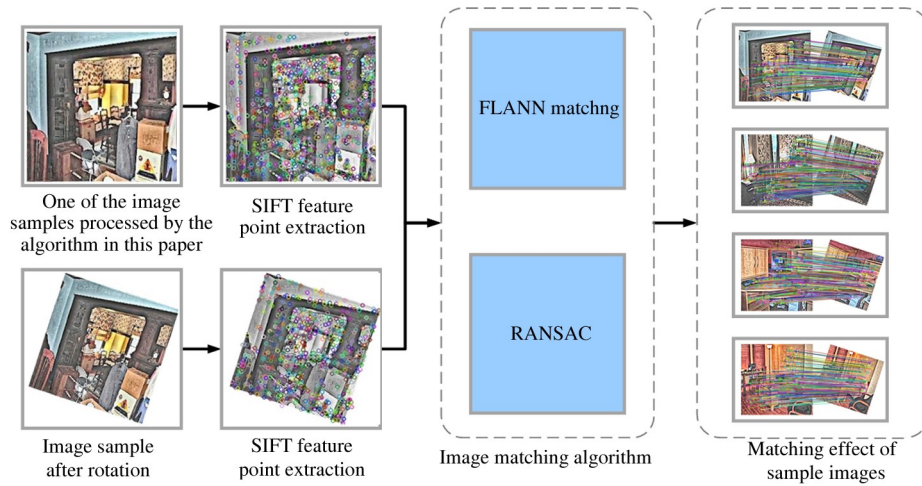 FLANN matchng
One of the image
samples processed by the
algorithm in this paper
SIFT feature
point extraction
RANSAC
Image sample
after rotation
SIFT feature
point extraction
Image matching algorithm
Matching effect of
sample images